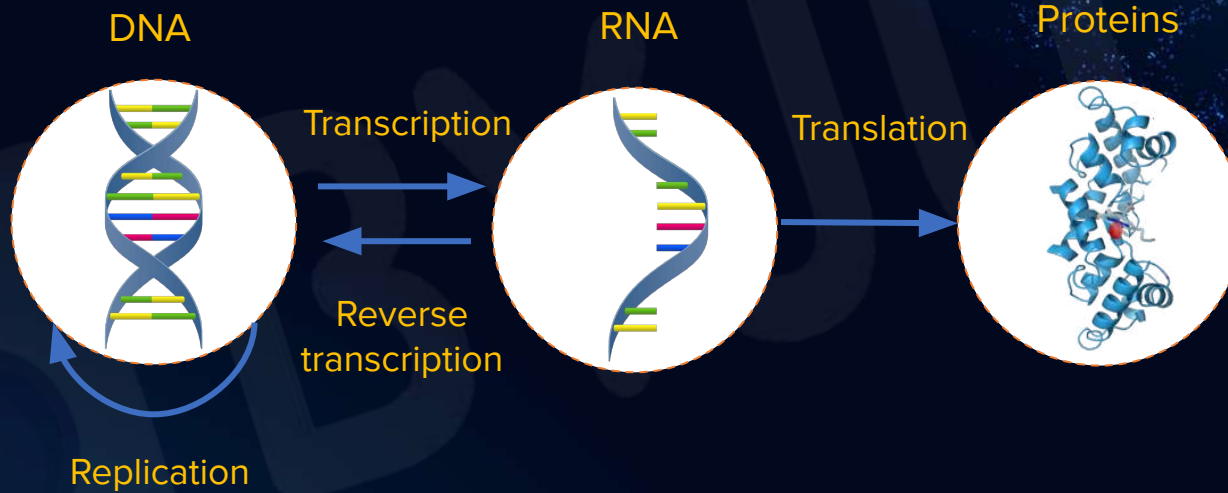 DNA
RNA
Proteins
Transcription
Translation
Reverse
transcription
Replication